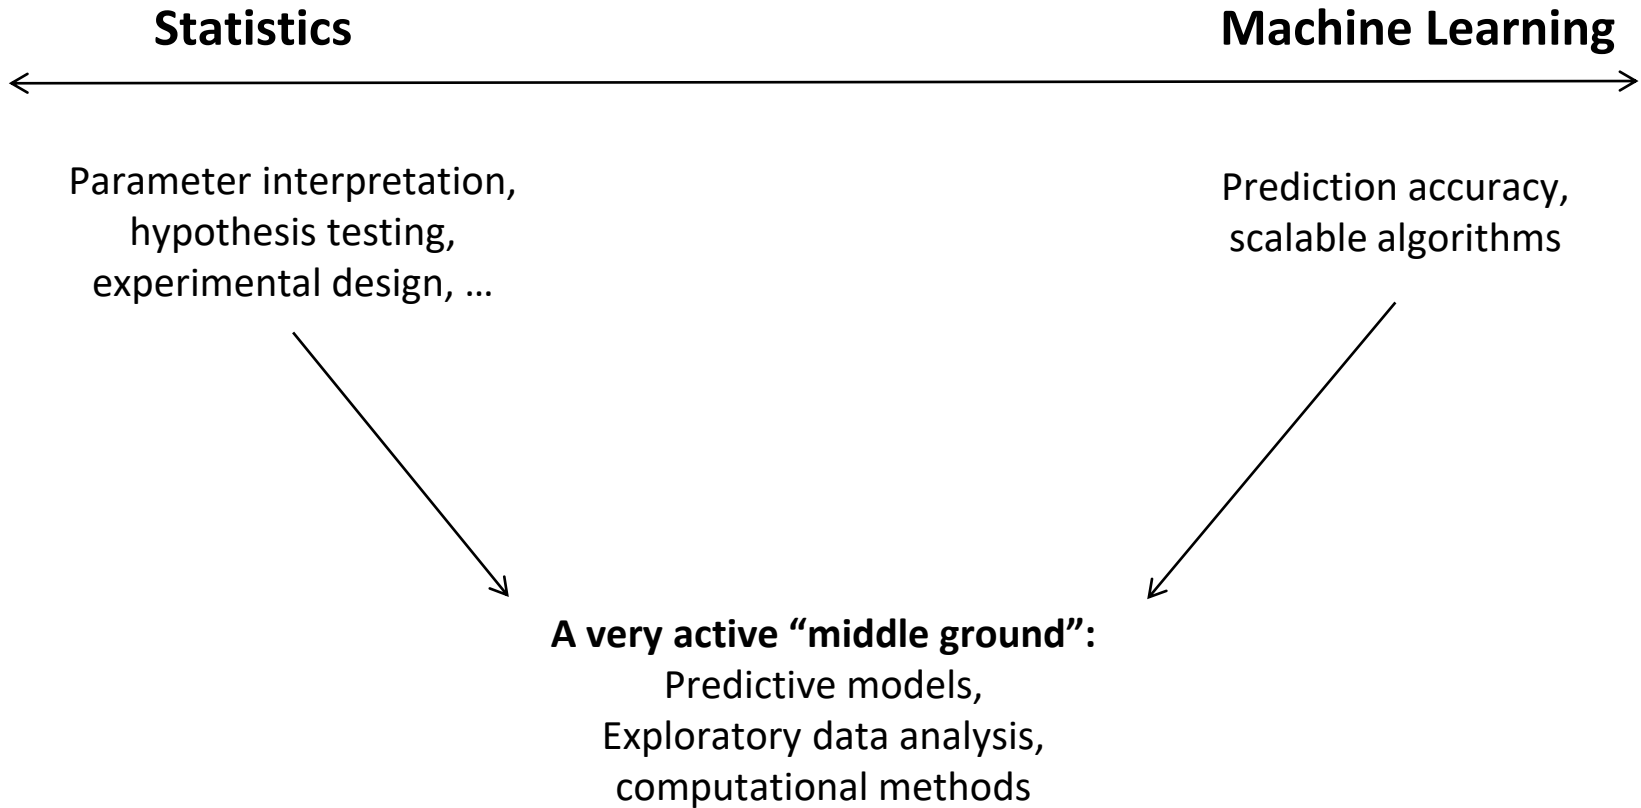 Statistics
Machine Learning
Parameter interpretation,
hypothesis testing,
experimental design, …
Prediction accuracy,
scalable algorithms
A very active “middle ground”:
Predictive models,
Exploratory data analysis,
computational methods